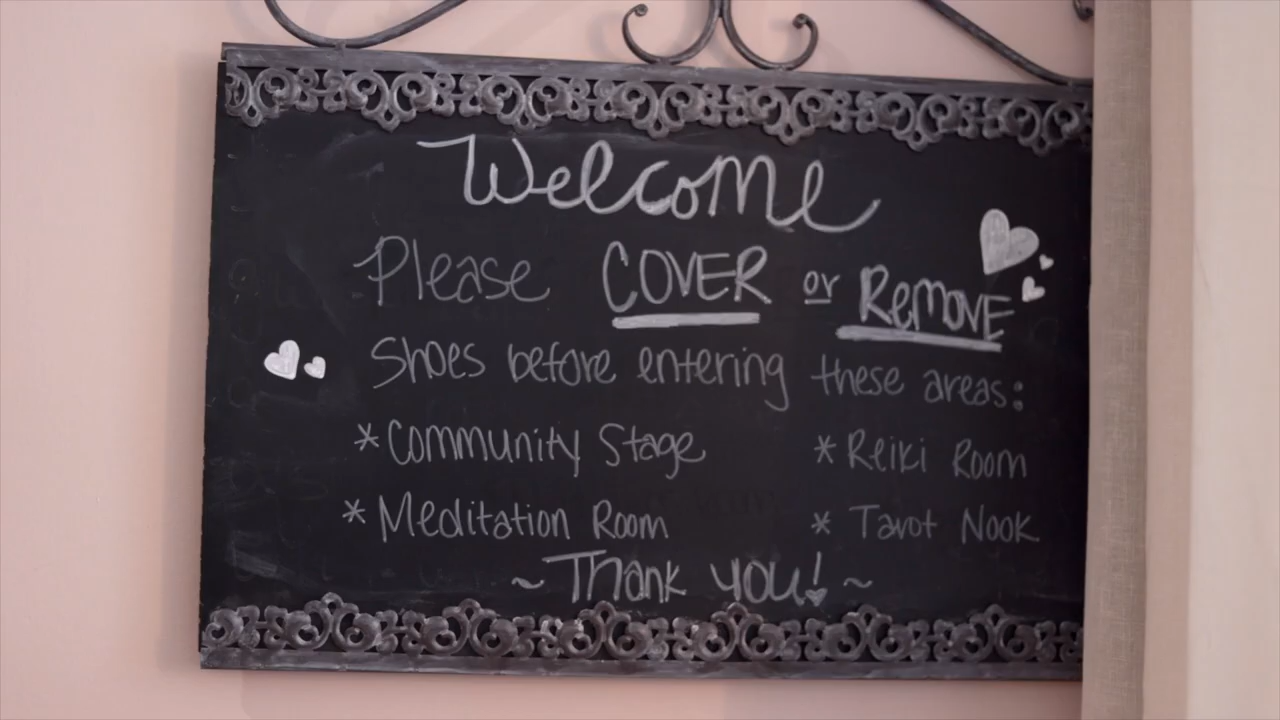 Welcome
Please COVER or REMOVE
Shoes before entering these areas:
*Community Stage *Reiki Room
*Meditation Room *Tarot Nook
~Thank you!~